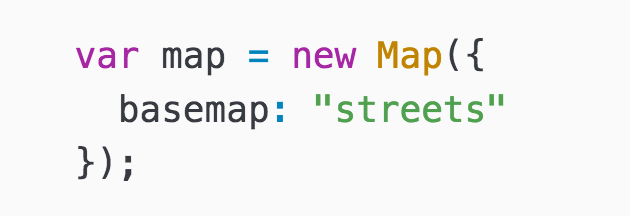 var map = new Map({
  basemap: "streets"
});